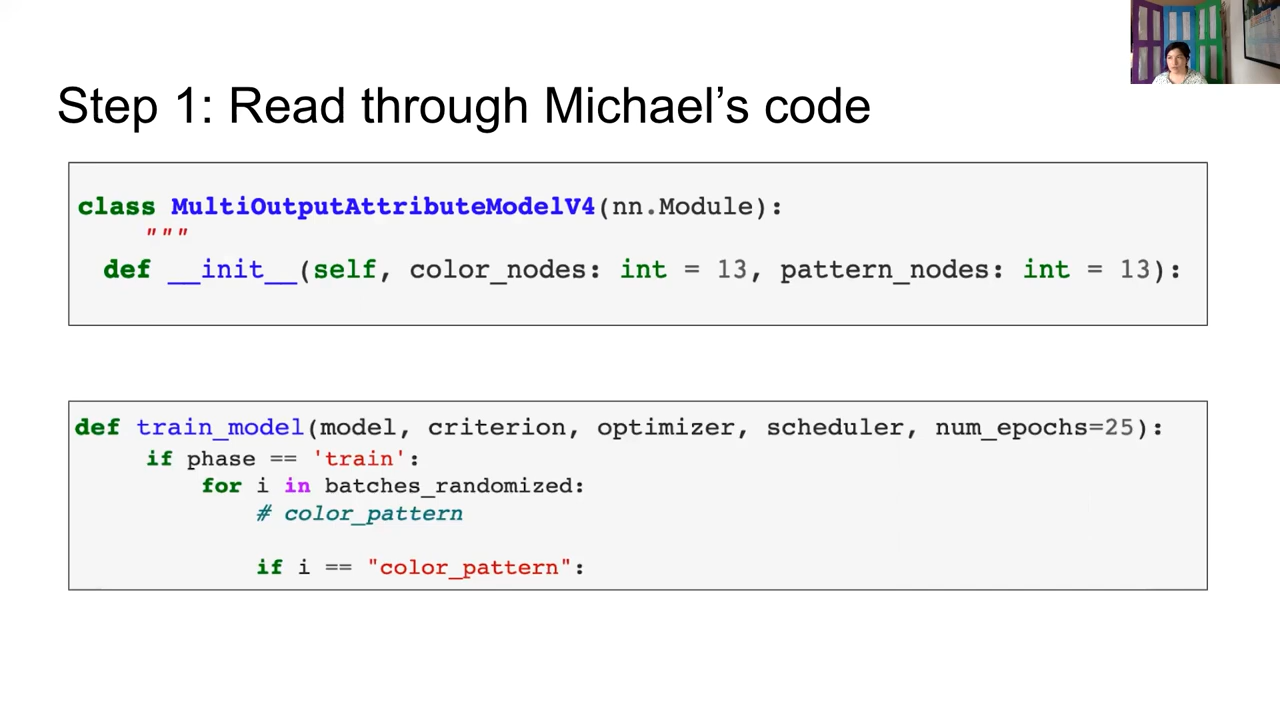 Step 1: Read through Michael's code
class MultiOutputAttributeModelV4(nn.Module):
"""
def __init__(self, color_nodes: int = 13, pattern_nodes: int = 13):
def train_model(model, criterion, optimizer, scheduler, num_epochs=25):
if phase == 'train':
for i in batches_randomized:
# color_pattern
if i == "color_pattern":